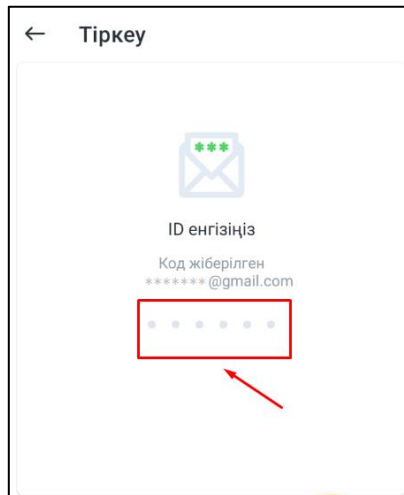 ← Тіркеу
***
ID енгізіңіз
Код жіберілген
*******@gmail.com